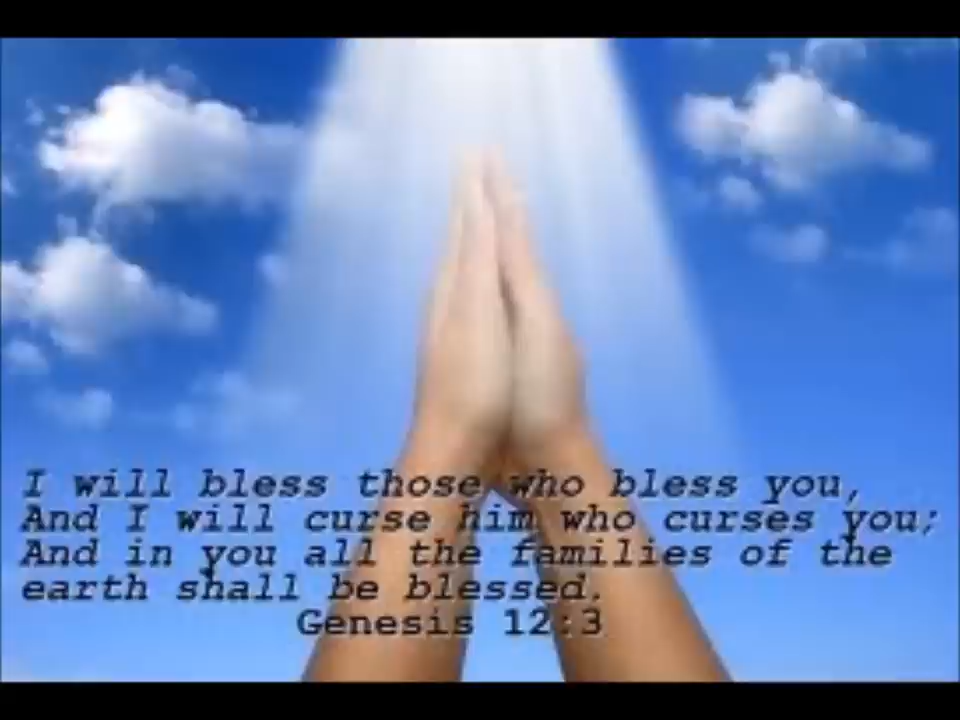 I will bless those who bless you,
And I will curse him who curses you;
And in you all the families of the
earth shall be blessed.
Genesis 12:3